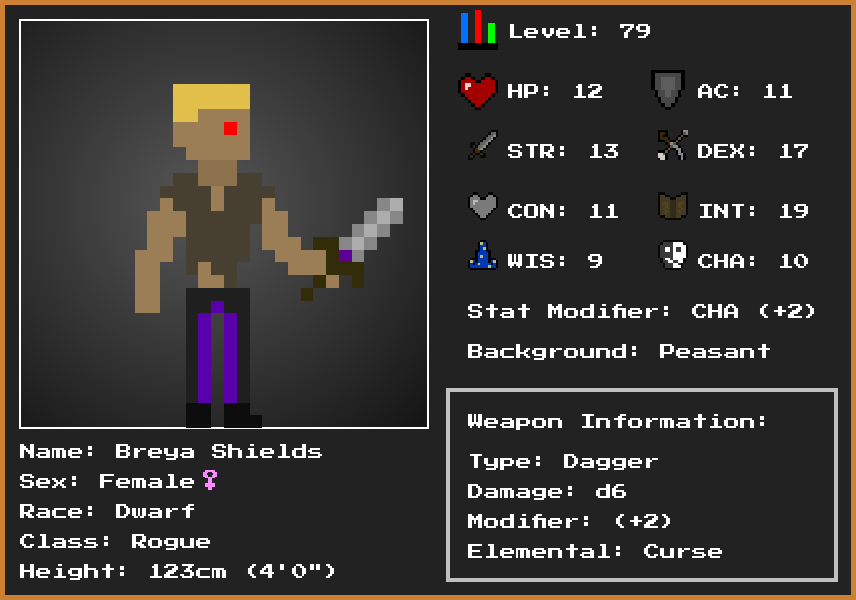 Level: 79
HP: 12
AC: 11
STR: 13
DEX: 17
CON: 11
INT: 19
WIS: 9
CHA: 10
Stat Modifier: CHA (+2)
Background: Peasant
Weapon Information:
Type: Dagger
Damage: d6
Modifier: (+2)
Elemental: Curse
Name: Breya Shields
Sex: Female♀
Race: Dwarf
Class: Rogue
Height: 123cm (4'0")